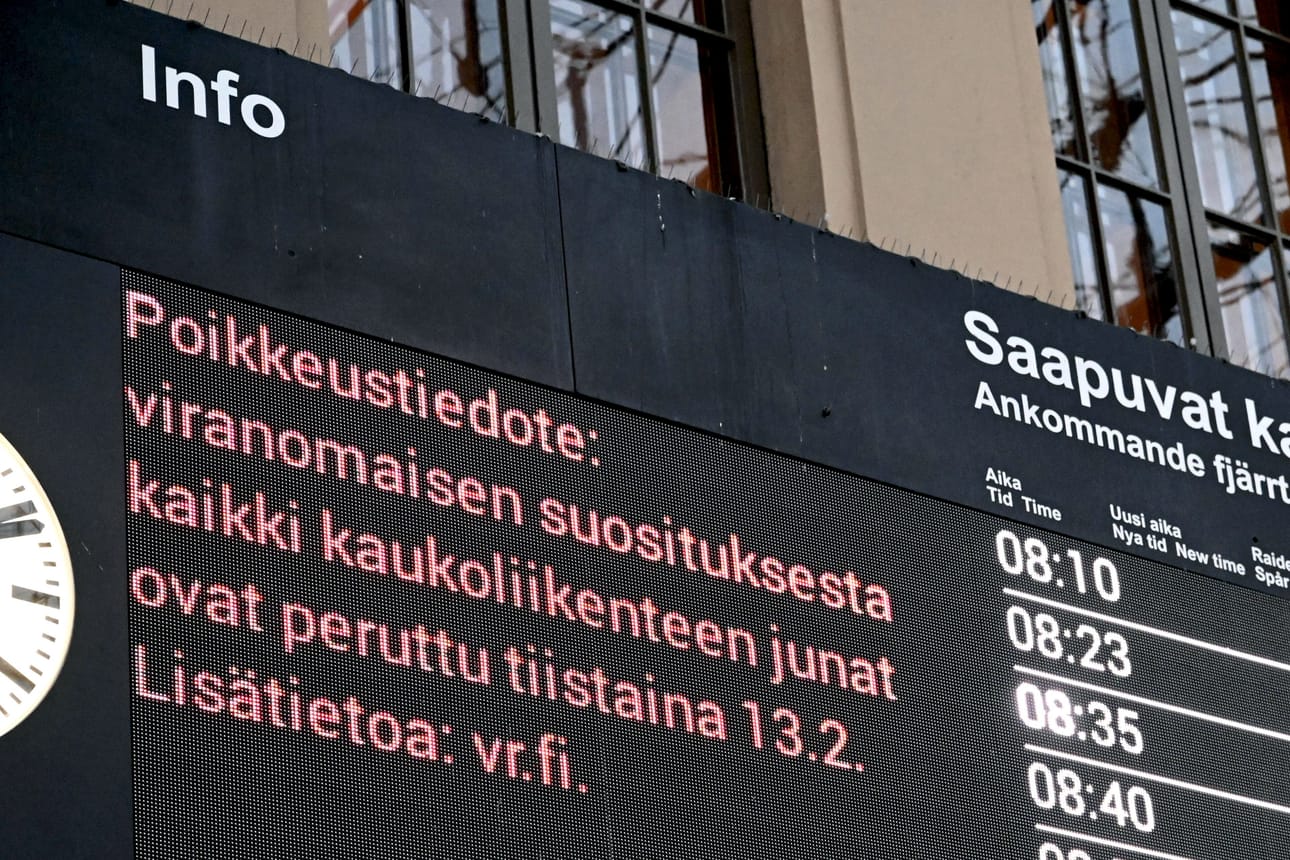 Info
Poikkeustiedote:
viranomaisen suosituksesta
kaikki kaukoliikenteen junat
ovat peruttu tiistaina 13.2.
Lisätietoa: vr.fi.
Saapuvat
Ankommande
Aika
Tid Time
Uusi aika
Nya tid New time
08:10
08:23
08:35
08:40